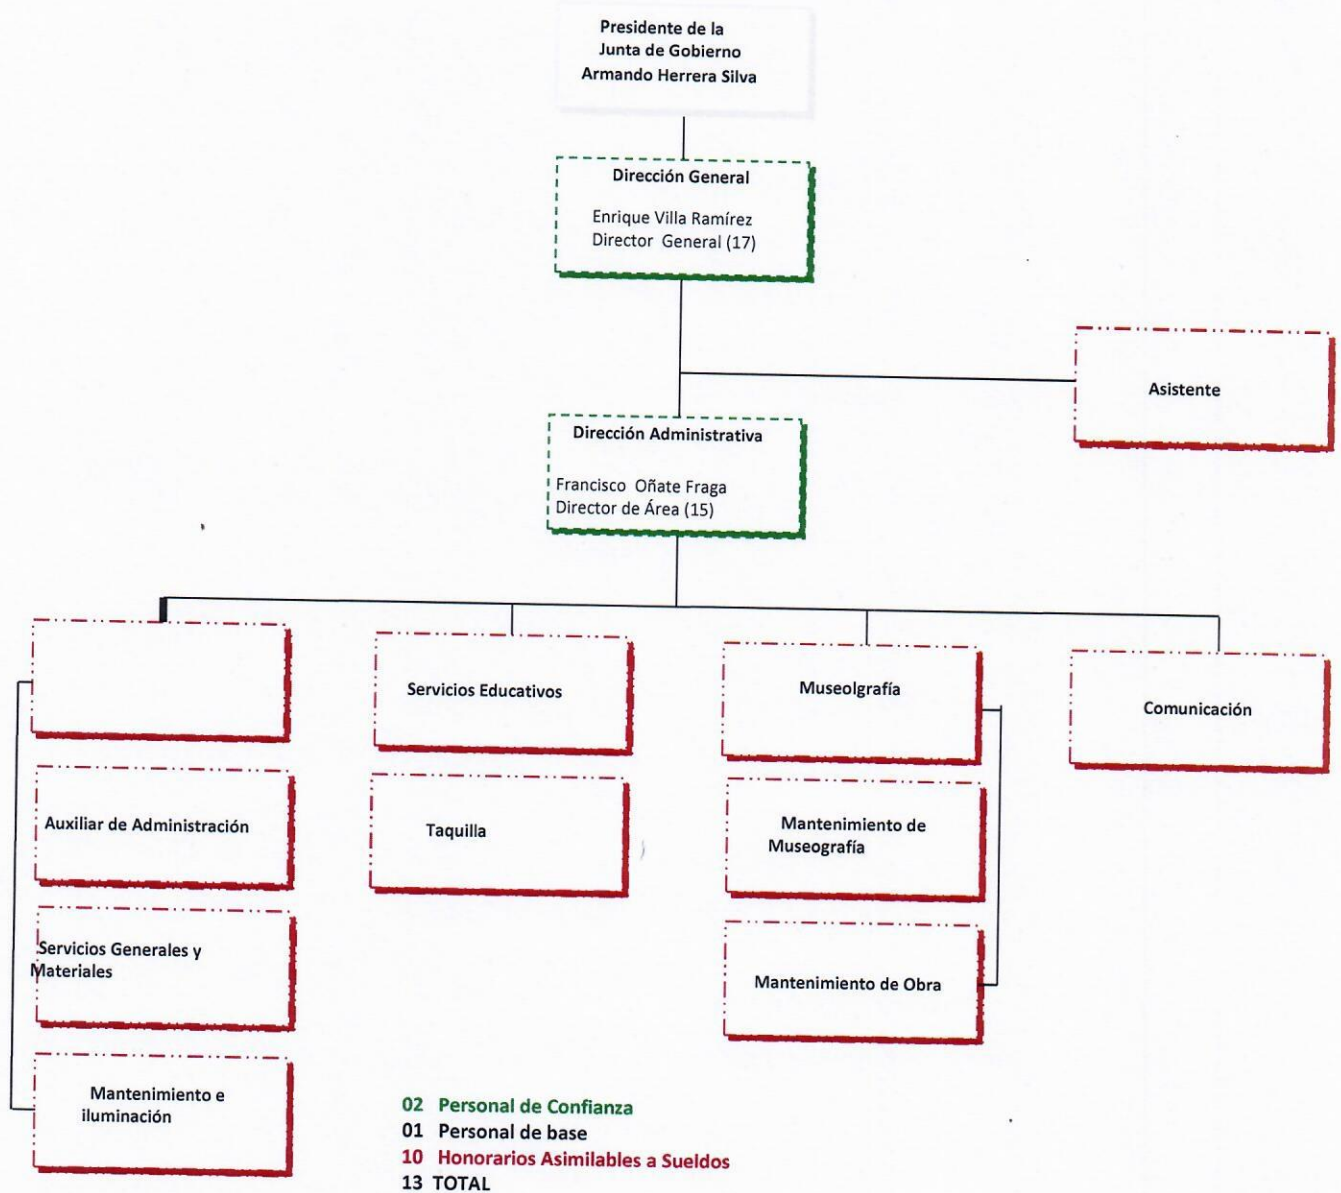 Presidente de la
Junta de Gobierno
Armando Herrera Silva
Dirección General
Enrique Villa Ramírez
Director General (17)
Asistente
Dirección Administrativa
Francisco Oñate Fraga
Director de Área (15)
Servicios Educativos
Museolgrafía
Comunicación
Auxiliar de Administración
Taquilla
Mantenimiento de
Museografía
Servicios Generales y
Materiales
Mantenimiento de Obra
Mantenimiento e
iluminación
02 Personal de Confianza
01 Personal de base
10 Honorarios Asimilables a Sueldos
13 TOTAL